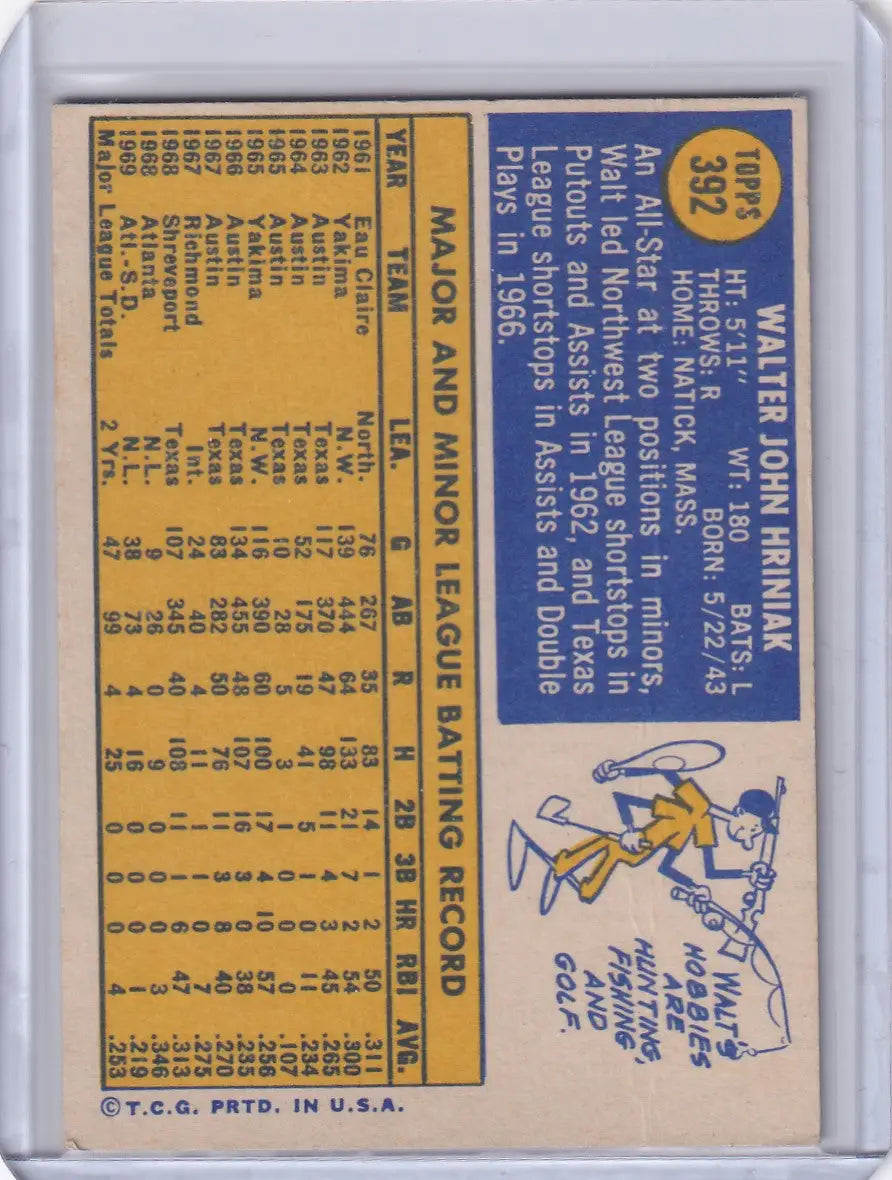 TOPPS
392
WALTER JOHN HRINIAK
HT: 5'11" WT: 180 BATS: L
THROWS: R BORN: 5/22/43
HOME: NATICK, MASS.
An All-Star at two positions in minors,
Walt led Northwest League shortstops in
Putouts and Assists in 1962, and Texas
League shortstops in Assists and Double
Plays in 1966.
WALT'S
HOBBIES
ARE
HUNTING,
FISHING
AND
GOLF.
MAJOR AND MINOR LEAGUE BATTING RECORD
YEAR TEAM LEA. G AB R H 2B 3B HR RBI AVG.
1961 Eau Claire North. 76 267 35 83 14 1 2 50 .311
1962 Yakima N.W. 139 444 64 133 21 7 2 54 .300
1963 Austin Texas 117 370 47 98 11 4 3 45 .265
1964 Austin Texas 52 175 19 41 5 1 0 11 .234
1965 Austin Texas 10 28 5 3 1 0 0 0 .107
1965 Yakima N.W. 116 390 60 100 17 4 10 57 .256
1966 Austin Texas 134 455 48 107 16 3 0 38 .235
1967 Austin Texas 83 282 50 76 11 3 8 40 .270
1967 Richmond Int. 24 40 4 11 1 1 0 7 .275
1968 Shreveport Texas 107 345 40 108 11 1 6 47 .313
1968 Atlanta N.L. 9 26 0 9 0 0 0 3 .346
1969 Atl.-S.D. N.L. 38 73 4 16 0 0 0 1 .219
Major League Totals 2 Yrs. 47 99 4 25 0 0 0 4 .253
© T.C.G. PRTD. IN U.S.A.